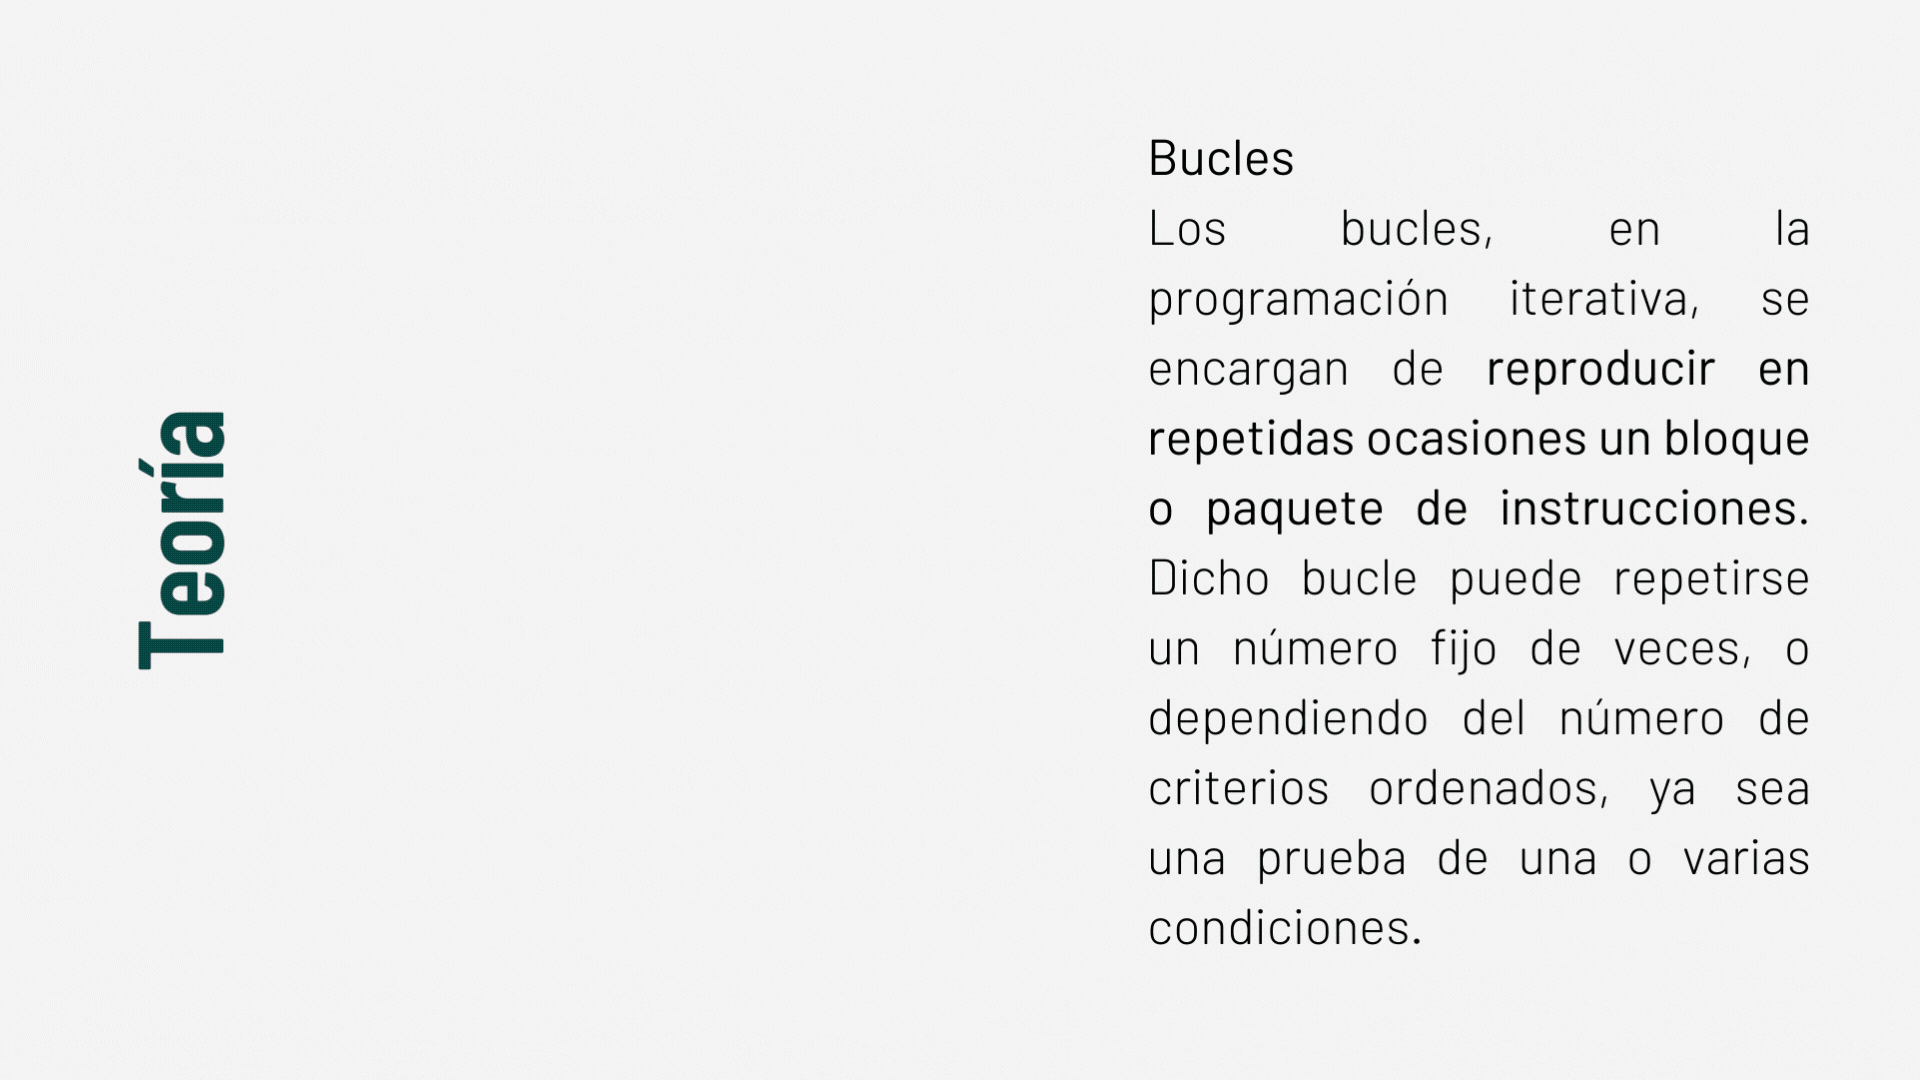 Teoría
Bucles
Los bucles, en la
programación iterativa, se
encargan de reproducir en
repetidas ocasiones un bloque
o paquete de instrucciones.
Dicho bucle puede repetirse
un número fijo de veces, o
dependiendo del número de
criterios ordenados, ya sea
una prueba de una o varias
condiciones.